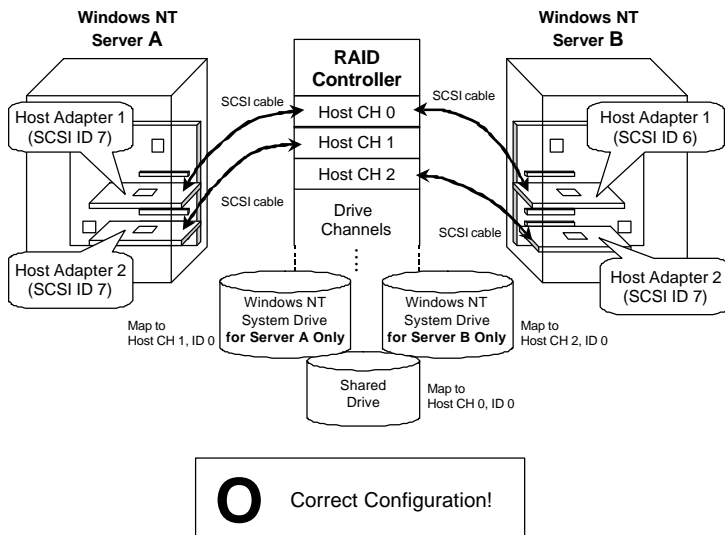 Windows NT
Server A
RAID
Controller
Windows NT
Server B
Host Adapter 1
(SCSI ID 7)
SCSI cable
Host CH 0
SCSI cable
Host Adapter 1
(SCSI ID 6)
Host CH 1
Host CH 2
SCSI cable
SCSI cable
Drive
Channels
Host Adapter 2
(SCSI ID 7)
Host Adapter 2
(SCSI ID 7)
Map to
Host CH 1, ID 0
Windows NT
System Drive
for Server A Only
Windows NT
System Drive
for Server B Only
Map to
Host CH 2, ID 0
Shared
Drive
Map to
Host CH 0, ID 0
O Correct Configuration!